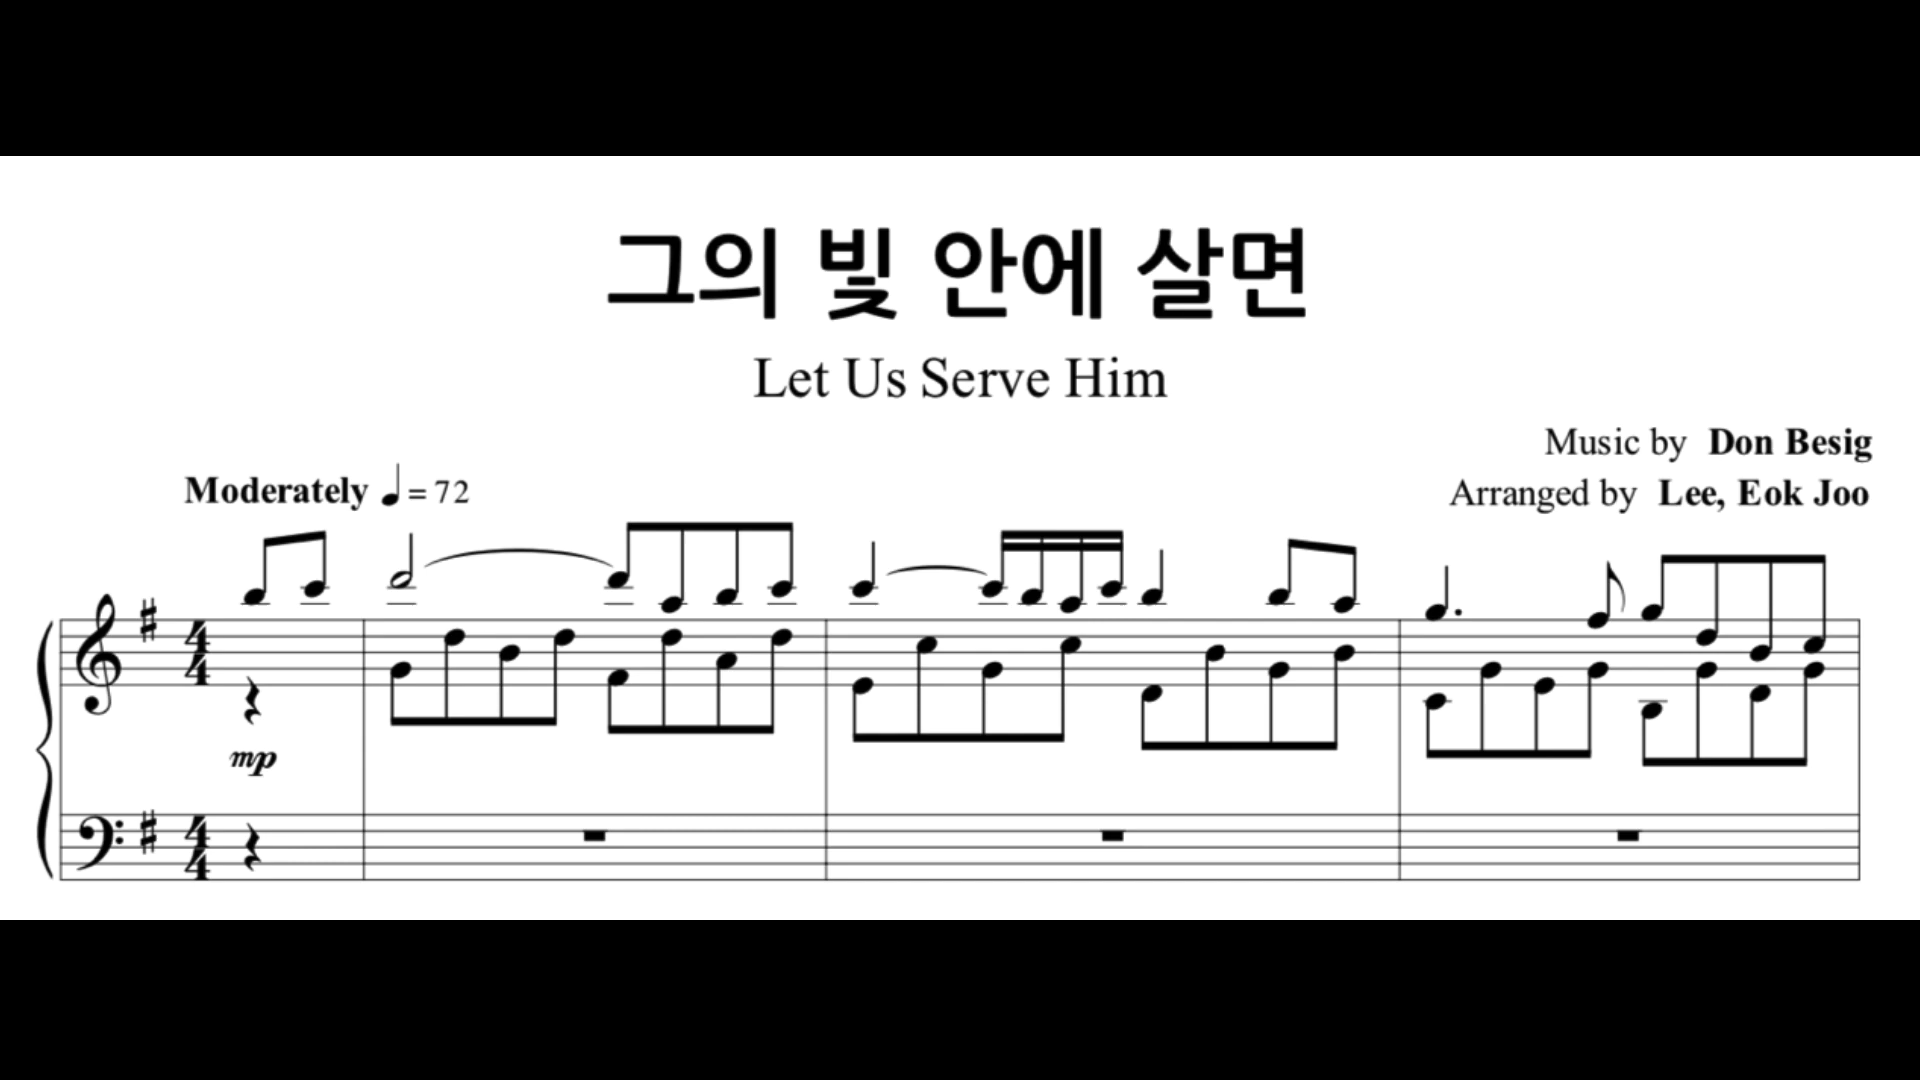 그의 빛 안에 살면
Let Us Serve Him
Music by Don Besig
Arranged by Lee, Eok Joo
Moderately ♩= 72
mp